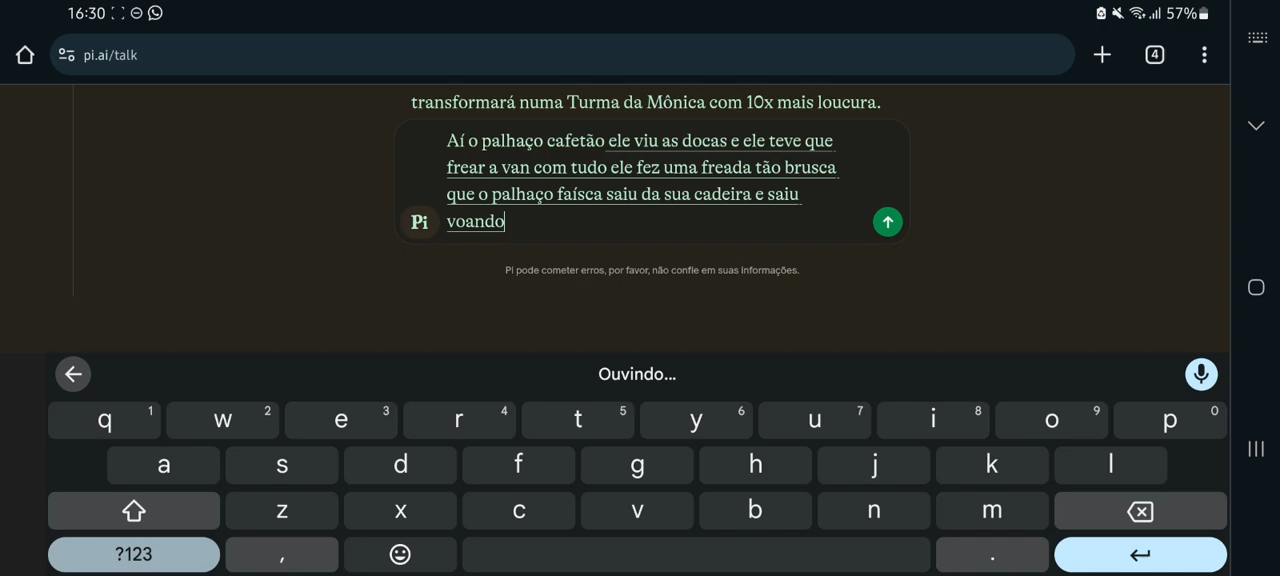 16:30
57%
pi.ai/talk
4
transformará numa Turma da Mônica com 10x mais loucura.
Aí o palhaço cafetão ele viu as docas e ele teve que
frear a van com tudo ele fez uma freada tão brusca
que o palhaço faísca saiu da sua cadeira e saiu
voando
Pi
Pi pode cometer erros, por favor, não confie em suas informações.
Ouvindo...
q 1 w 2 e 3 r 4 t 5 y 6 u 7 i 8 o 9 p 0
a s d f g h j k l
z x c v b n m
?123 , .